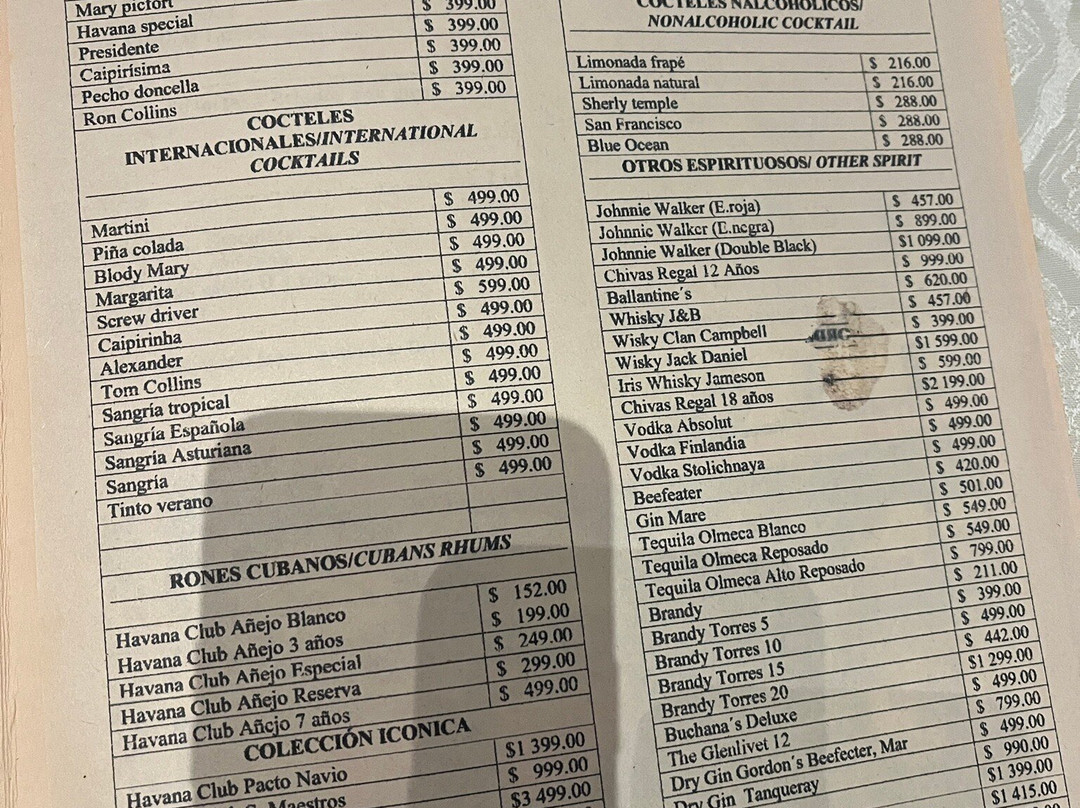 Mary pictort
Havana special $ 399.00
Presidente $ 399.00
Caipirísima $ 399.00
Pecho doncella $ 399.00
Ron Collins $ 399.00
COCTELES
INTERNACIONALES/INTERNATIONAL
COCKTAILS
Martini $ 499.00
Piña colada $ 499.00
Blody Mary $ 499.00
Margarita $ 499.00
Screw driver $ 599.00
Caipirinha $ 499.00
Alexander $ 499.00
Tom Collins $ 499.00
Sangría tropical $ 499.00
Sangría Española $ 499.00
Sangría Asturiana $ 499.00
Sangría $ 499.00
Tinto verano $ 499.00
RONES CUBANOS/CUBANS RHUMS
Havana Club Añejo Blanco $ 152.00
Havana Club Añejo 3 años $ 199.00
Havana Club Añejo Especial $ 249.00
Havana Club Añejo Reserva $ 299.00
Havana Club Añejo 7 años $ 499.00
COLECCIÓN ICONICA
Havana Club Pacto Navio $1 399.00
Maestros $ 999.00
$3 499.00
COCTELES NALCOHOLICOS/
NONALCOHOLIC COCKTAIL
Limonada frapé $ 216.00
Limonada natural $ 216.00
Sherly temple $ 288.00
San Francisco $ 288.00
Blue Ocean $ 288.00
OTROS ESPIRITUOSOS/ OTHER SPIRIT
Johnnie Walker (E.roja) $ 457.00
Johnnie Walker (E.negra) $ 899.00
Johnnie Walker (Double Black) $1 099.00
Chivas Regal 12 Años $ 999.00
Ballantine´s $ 620.00
Whisky J&B $ 457.00
Wisky Clan Campbell $ 399.00
Wisky Jack Daniel $1 599.00
Iris Whisky Jameson $ 599.00
Chivas Regal 18 años $2 199.00
Vodka Absolut $ 499.00
Vodka Finlandia $ 499.00
Vodka Stolichnaya $ 499.00
Beefeater $ 420.00
Gin Mare $ 501.00
Tequila Olmeca Blanco $ 549.00
Tequila Olmeca Reposado $ 549.00
Tequila Olmeca Alto Reposado $ 799.00
Brandy $ 211.00
Brandy Torres 5 $ 399.00
Brandy Torres 10 $ 499.00
Brandy Torres 15 $ 442.00
Brandy Torres 20 $1 299.00
Buchana´s Deluxe $ 499.00
The Glenlivet 12 $ 799.00
Dry Gin Gordon´s Beefecter, Mar $ 499.00
Dry Gin Tanqueray $ 990.00
$1 399.00
$1 415.00